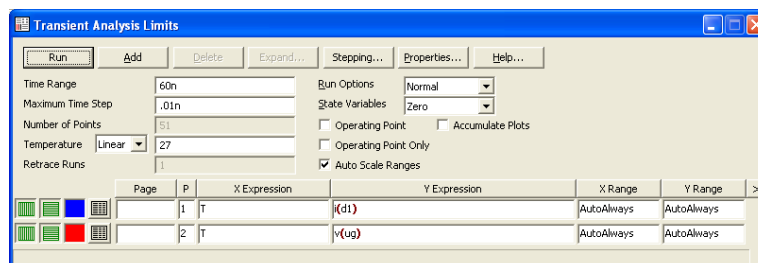 Transient Analysis Limits
Run Add Delete Expand... Stepping... Properties... Help...
Time Range 60n Run Options Normal
Maximum Time Step .01n State Variables Zero
Number of Points 51 Operating Point Accumulate Plots
Temperature Linear 27 Operating Point Only
Retrace Runs 1 Auto Scale Ranges
Page P X Expression Y Expression X Range Y Range >
1 T i(d1) AutoAlways AutoAlways
2 T v(ug) AutoAlways AutoAlways